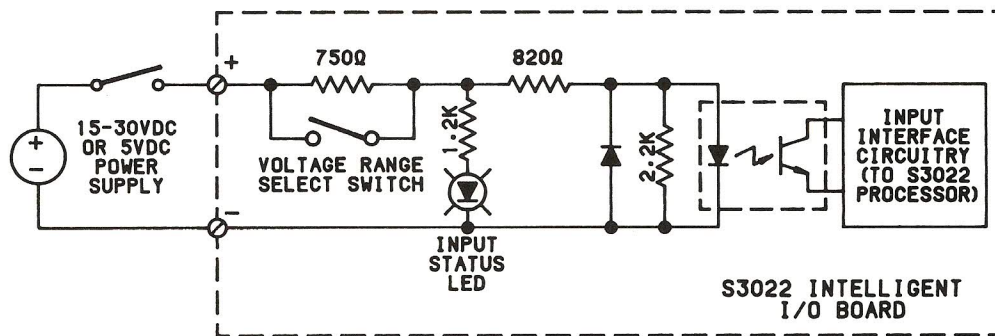 750Ω
820Ω
+
15-30VDC
OR 5VDC
POWER
SUPPLY
+
-
VOLTAGE RANGE
SELECT SWITCH
1.2K
2.2K
INPUT
INTERFACE
CIRCUITRY
(TO S3022
PROCESSOR)
-
INPUT
STATUS
LED
S3022 INTELLIGENT
I/O BOARD